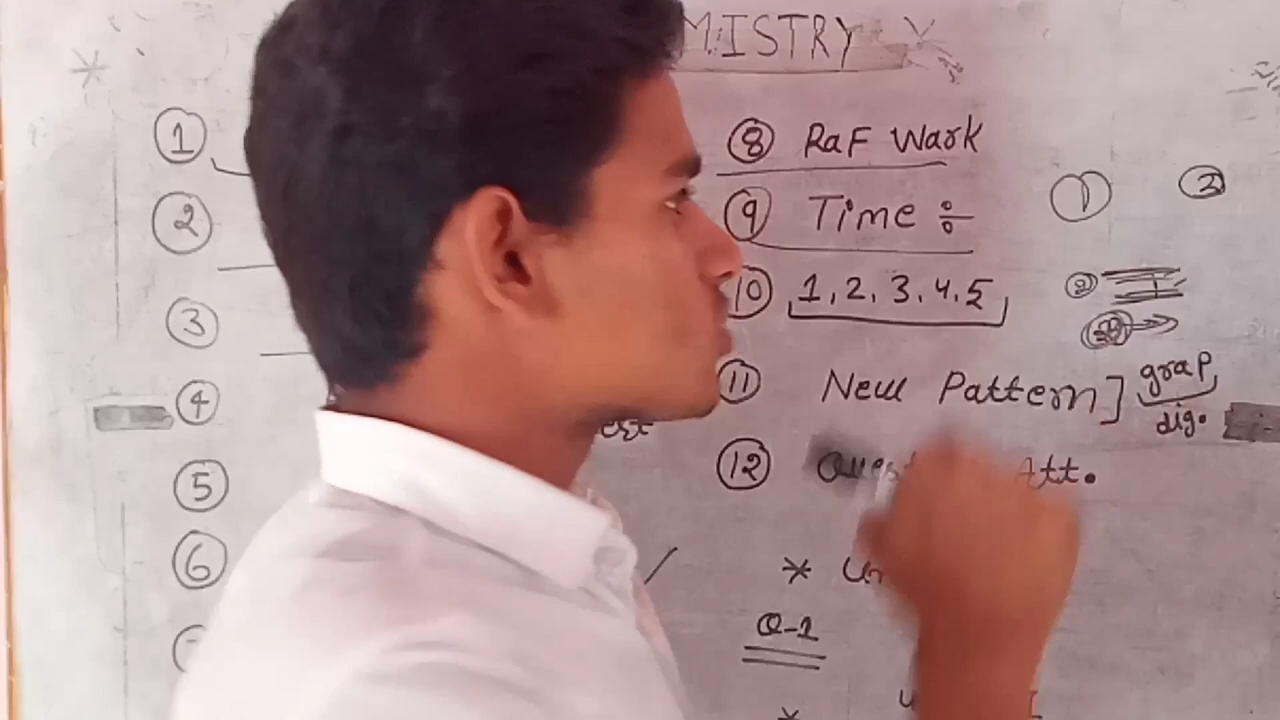 MISTRY
1
2
3
4
5
6
8 RaF Wark
9 Time ÷
10 1, 2, 3, 4, 5
11 New Pattern] grap
dig.
12 Att.
1 3
2
* Un
Q-1
*